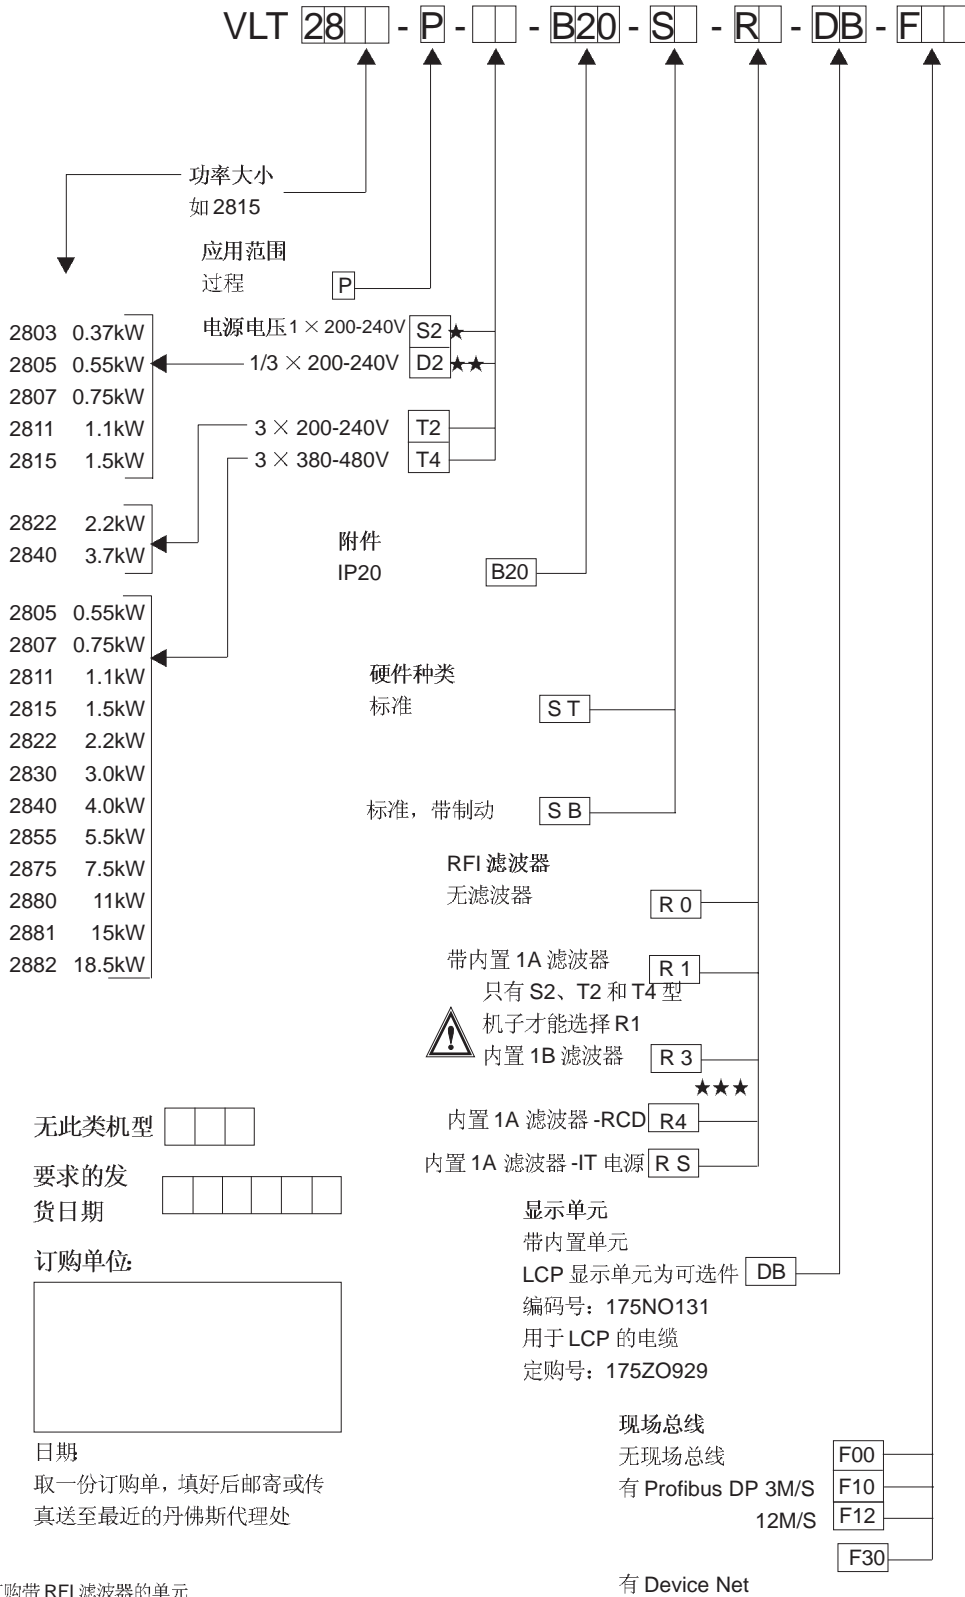 VLT 28 - P - - B20 - S - R - DB - F
功率大小
如 2815
应用范围
过程 P
电源电压 1 × 200-240V S2 ★
1/3 × 200-240V D2 ★★
3 × 200-240V T2
3 × 380-480V T4
2803 0.37kW
2805 0.55kW
2807 0.75kW
2811 1.1kW
2815 1.5kW
2822 2.2kW
2840 3.7kW
2805 0.55kW
2807 0.75kW
2811 1.1kW
2815 1.5kW
2822 2.2kW
2830 3.0kW
2840 4.0kW
2855 5.5kW
2875 7.5kW
2880 11kW
2881 15kW
2882 18.5kW
附件
IP20 B20
硬件种类
标准 S T
标准，带制动 S B
RFI 滤波器
无滤波器 R 0
带内置 1A 滤波器 R 1
只有 S2、T2 和 T4 型
机子才能选择 R1
内置 1B 滤波器 R 3
★★★
内置 1A 滤波器 -RCD R4
内置 1A 滤波器 -IT 电源 R S
显示单元
带内置单元
LCP 显示单元为可选件 DB
编码号：175NO131
用于 LCP 的电缆
定购号：175ZO929
现场总线
无现场总线 F00
有 Profibus DP 3M/S F10
12M/S F12
F30
有 Device Net
无此类机型
要求的发
货日期
订购单位:
日期:
取一份订购单，填好后邮寄或传
真送至最近的丹佛斯代理处
购带 RFI 滤波器的单元